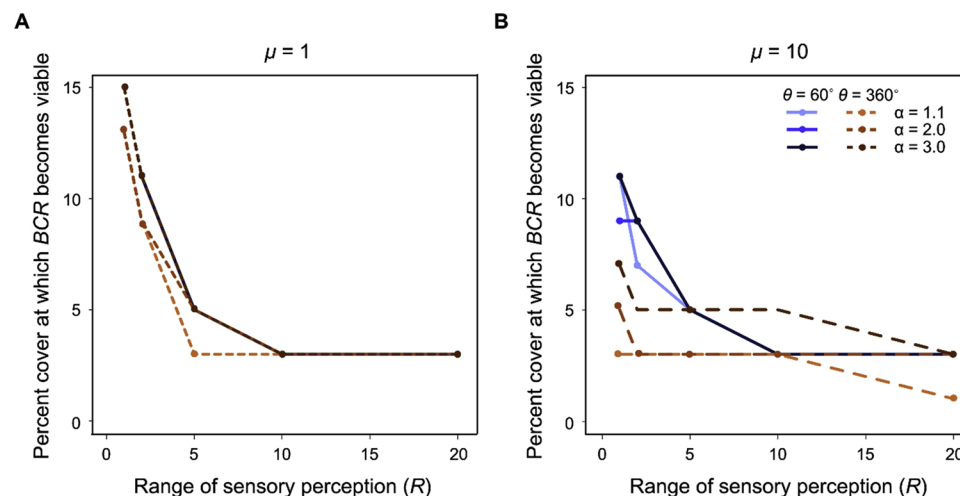 A
μ = 1
Percent cover at which BCR becomes viable
15
10
5
0
0 5 10 15 20
Range of sensory perception (R)
B
μ = 10
Percent cover at which BCR becomes viable
15
10
5
0
θ = 60° θ = 360°
α = 1.1
α = 2.0
α = 3.0
0 5 10 15 20
Range of sensory perception (R)